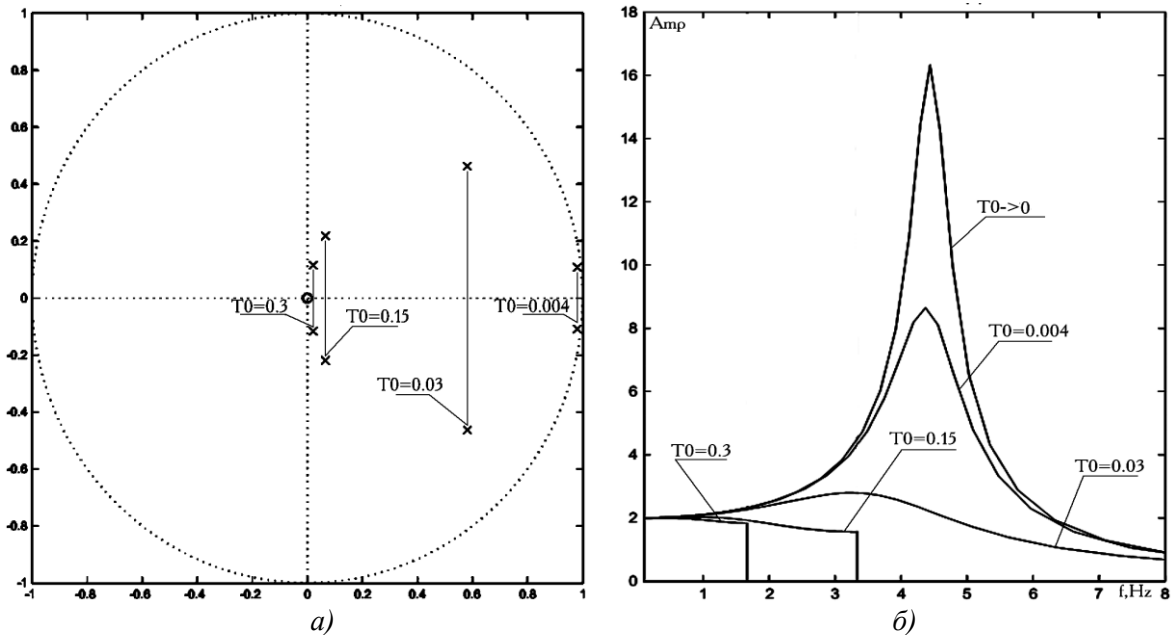 1
0.8
0.6
0.4
0.2
0
-0.2
-0.4
-0.6
-0.8
-1
-1 -0.8 -0.6 -0.4 -0.2 0 0.2 0.4 0.6 0.8 1
T0=0.3
T0=0.15
T0=0.03
T0=0.004
а)
18
16
14
12
10
8
6
4
2
0
Amp
T0->0
T0=0.004
T0=0.15
T0=0.3
T0=0.03
1 2 3 4 5 6 7 f,Hz 8
б)